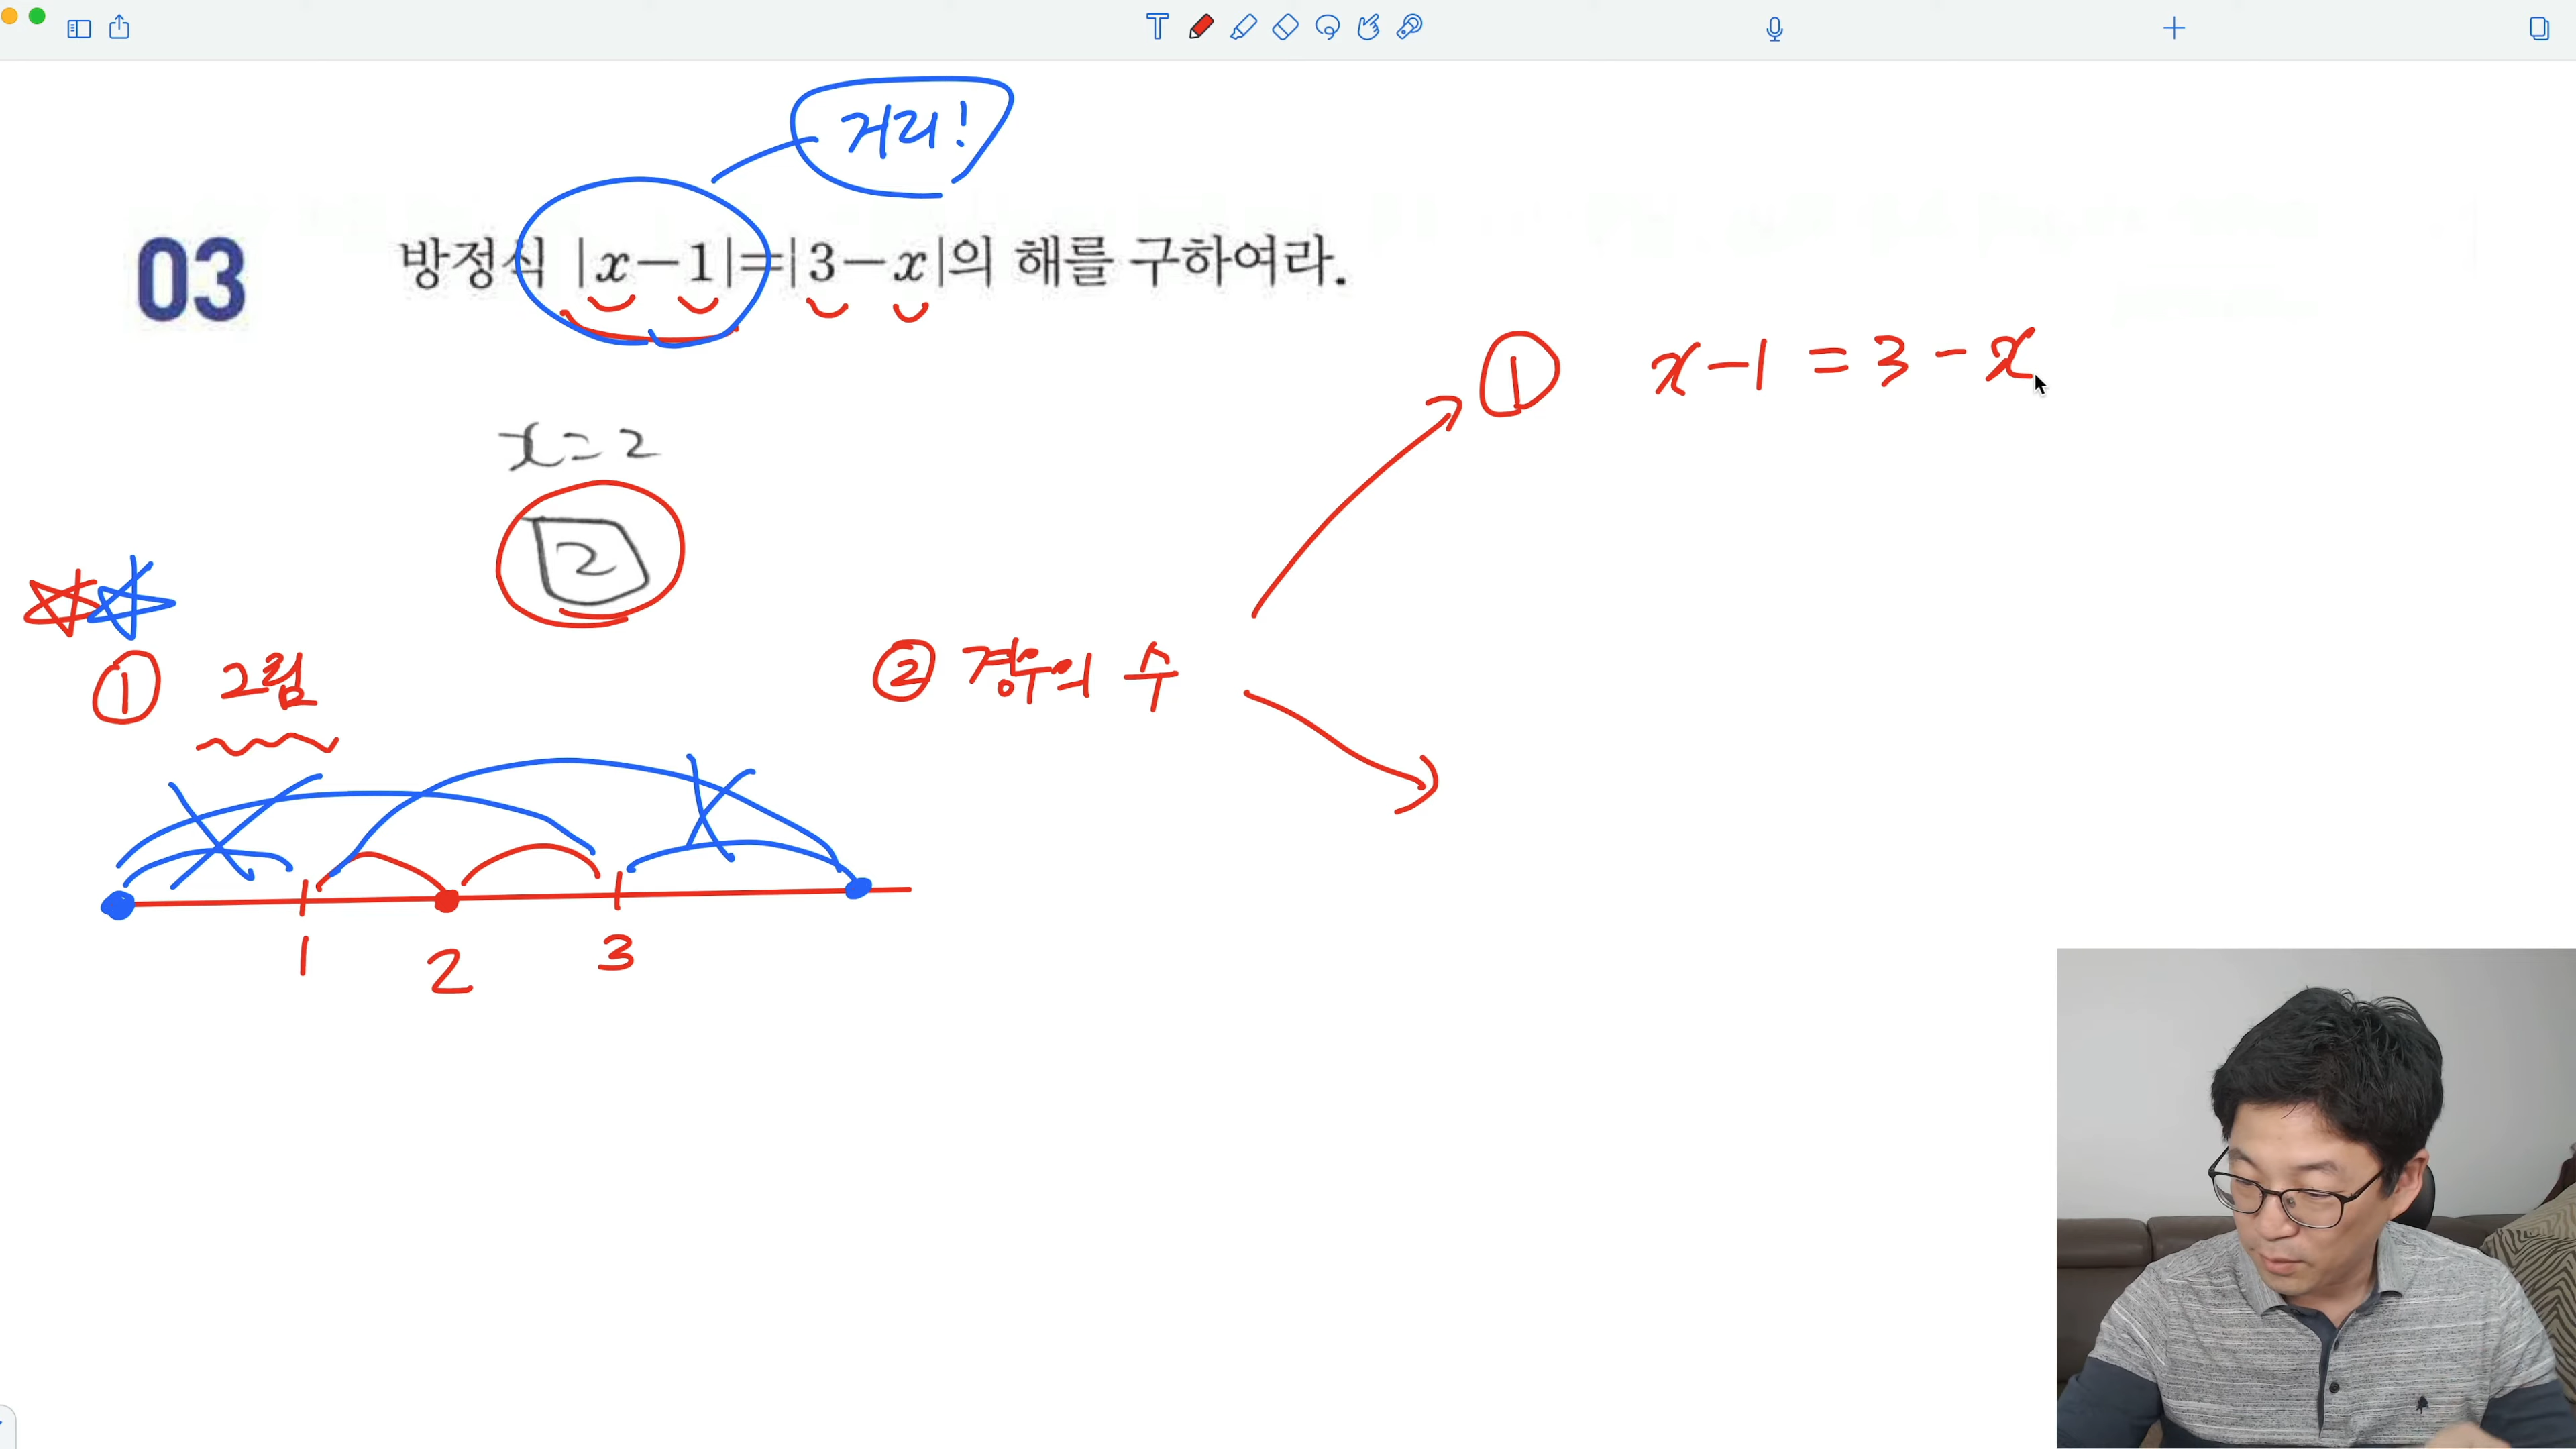 거리!
03 방정식 |x-1|=|3-x|의 해를 구하여라.
① x-1=3-x
x=2
2
① 그림
② 경우의 수
1 2 3